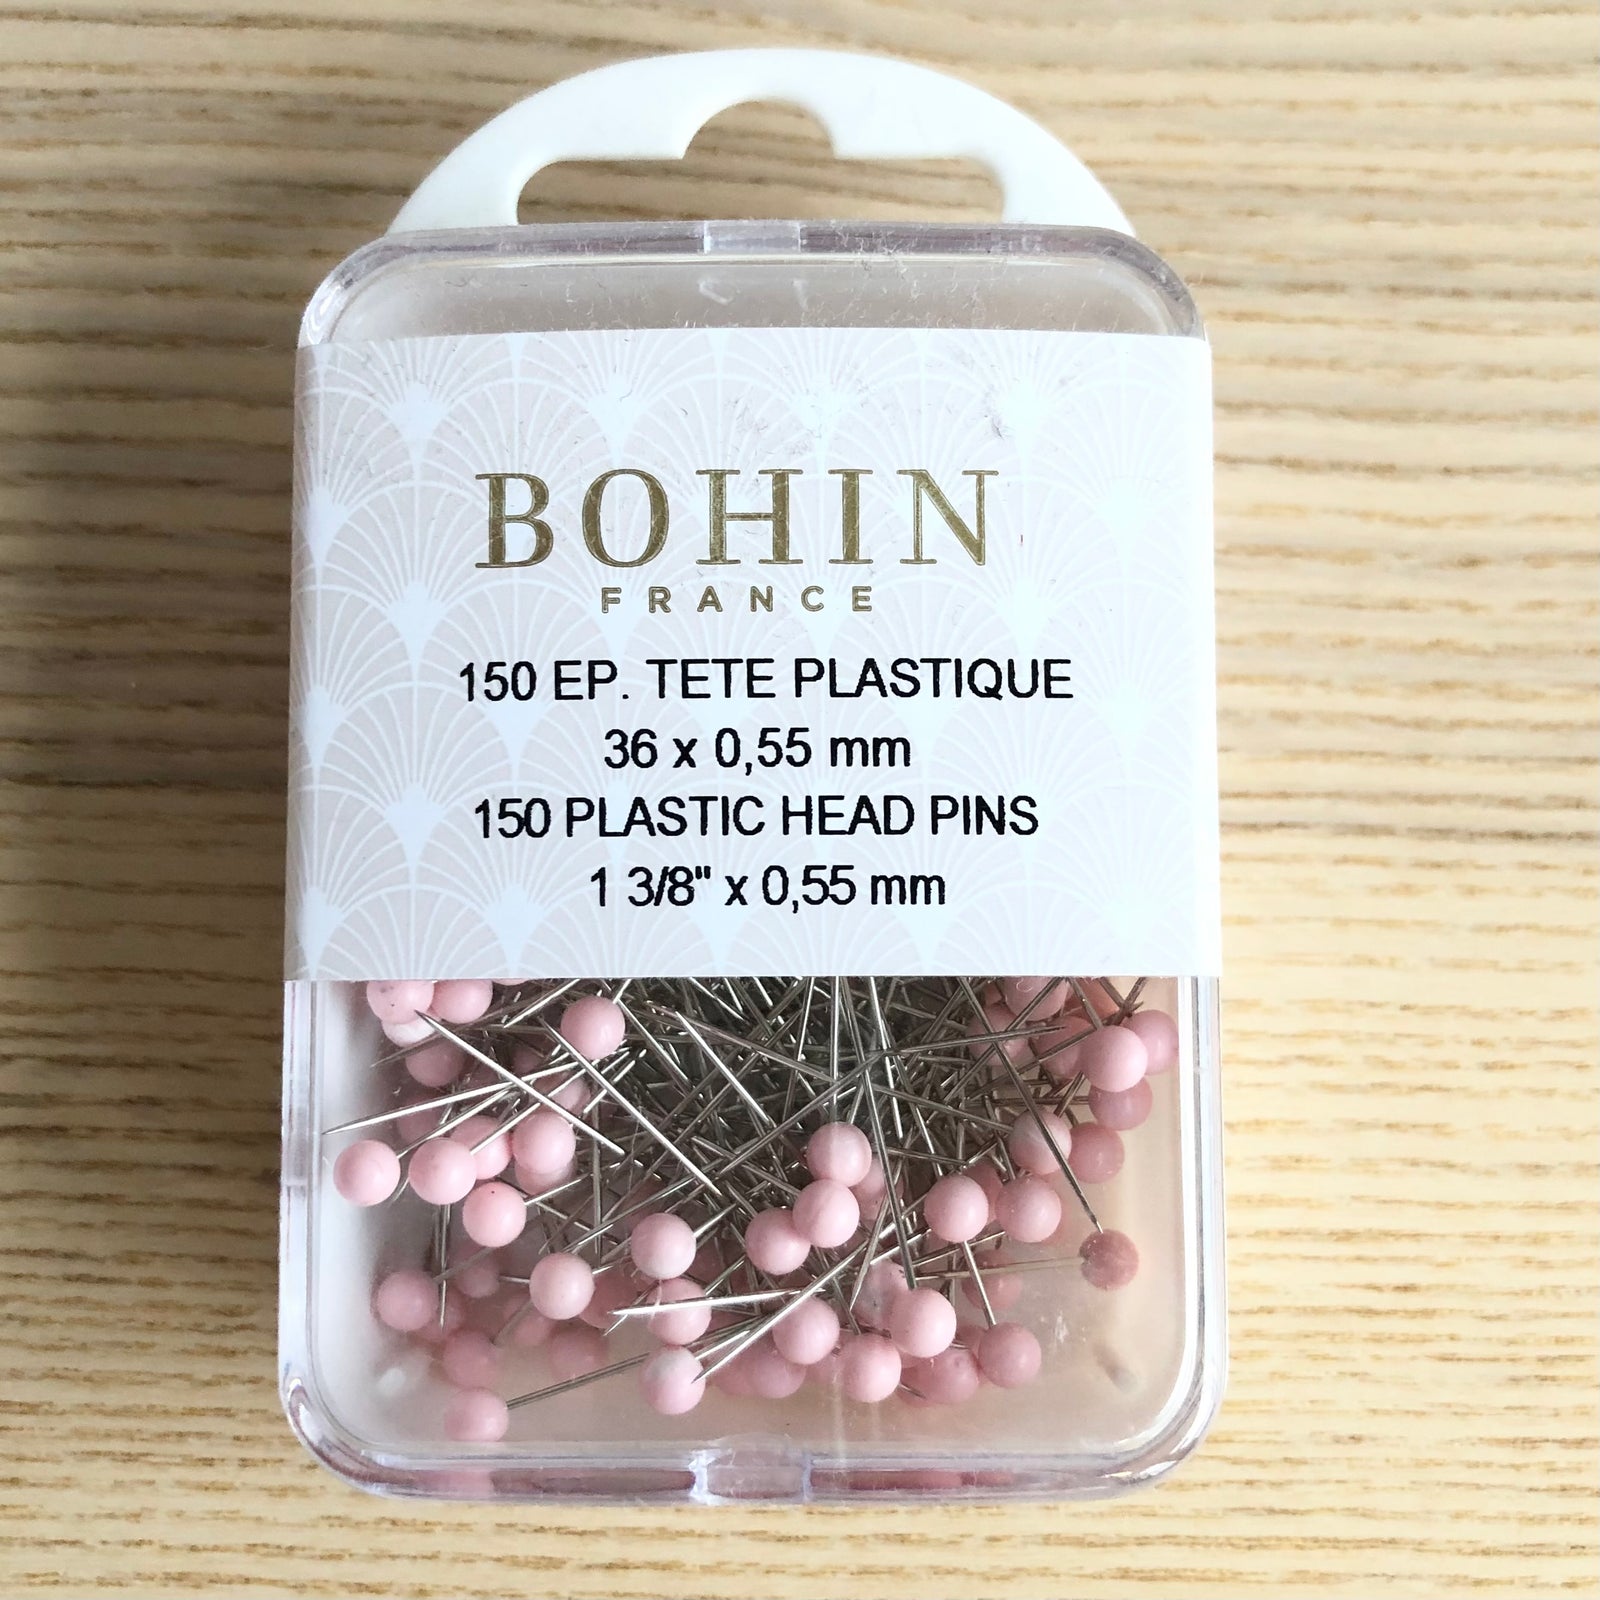 BOHIN
FRANCE
150 EP. TETE PLASTIQUE
36 x 0,55 mm
150 PLASTIC HEAD PINS
1 3/8" x 0,55 mm